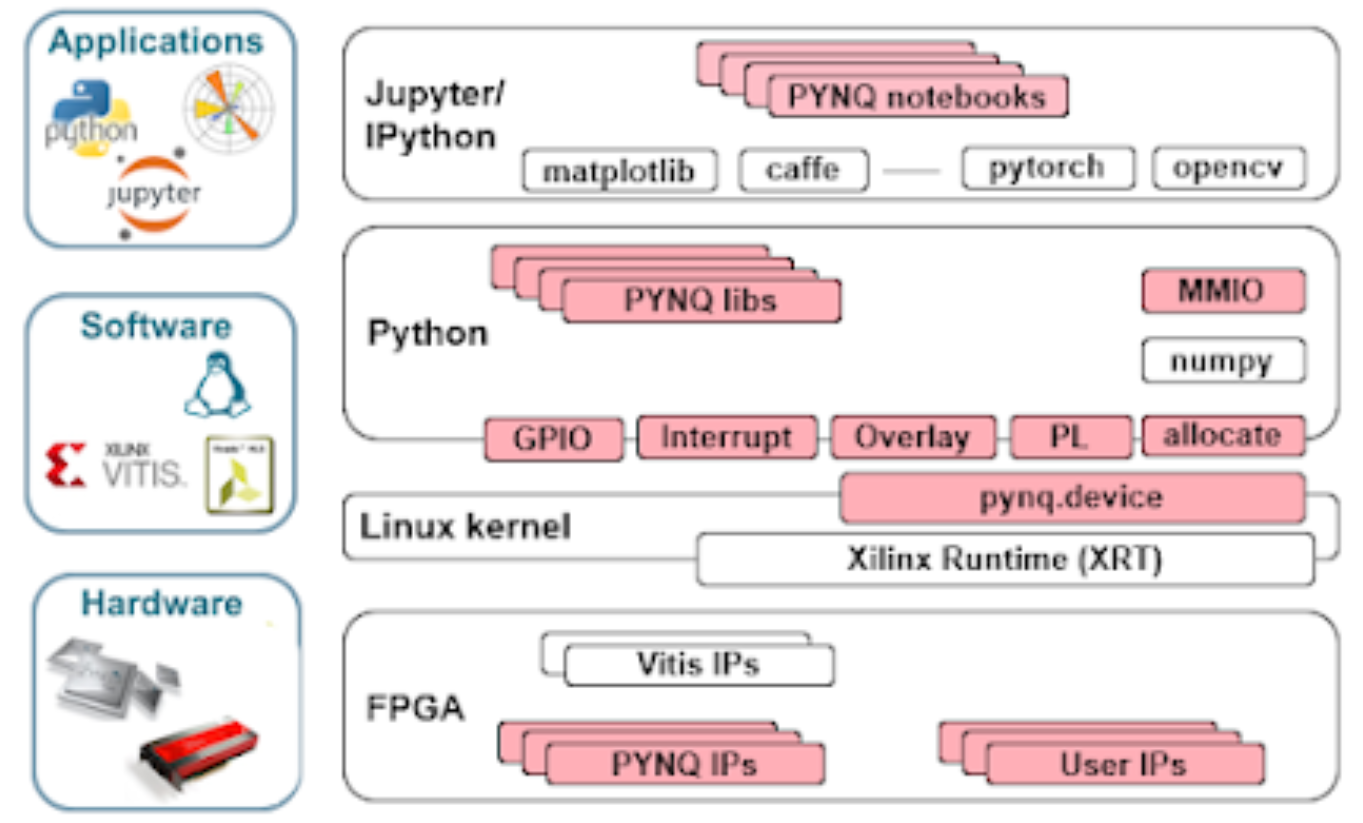 Applications
python
jupyter
Jupyter/
IPython
PYNQ notebooks
matplotlib
caffe
pytorch
opencv
Software
XILINX
VITIS.
Python
PYNQ libs
MMIO
numpy
GPIO
Interrupt
Overlay
PL
allocate
Linux kernel
pynq.device
Xilinx Runtime (XRT)
Hardware
FPGA
Vitis IPs
PYNQ IPs
User IPs